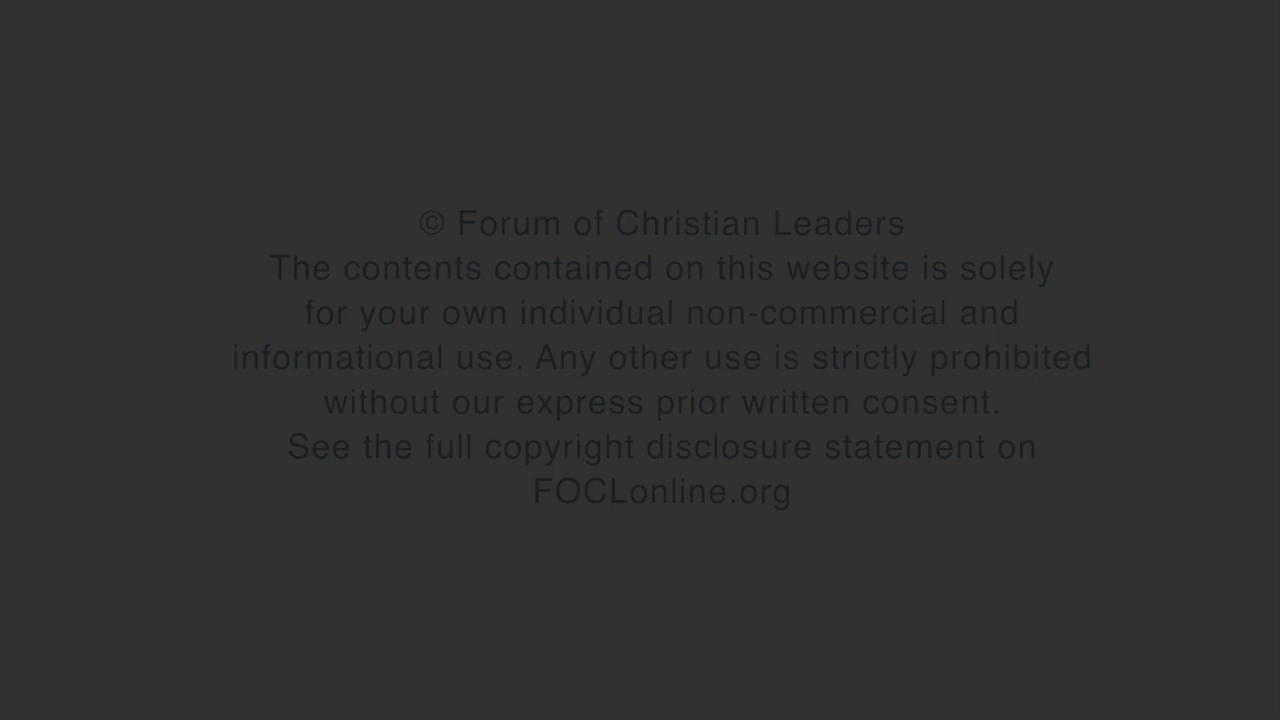 © Forum of Christian Leaders
The contents contained on this website is solely
for your own individual non-commercial and
informational use. Any other use is strictly prohibited
without our express prior written consent.
See the full copyright disclosure statement on
FOCLonline.org